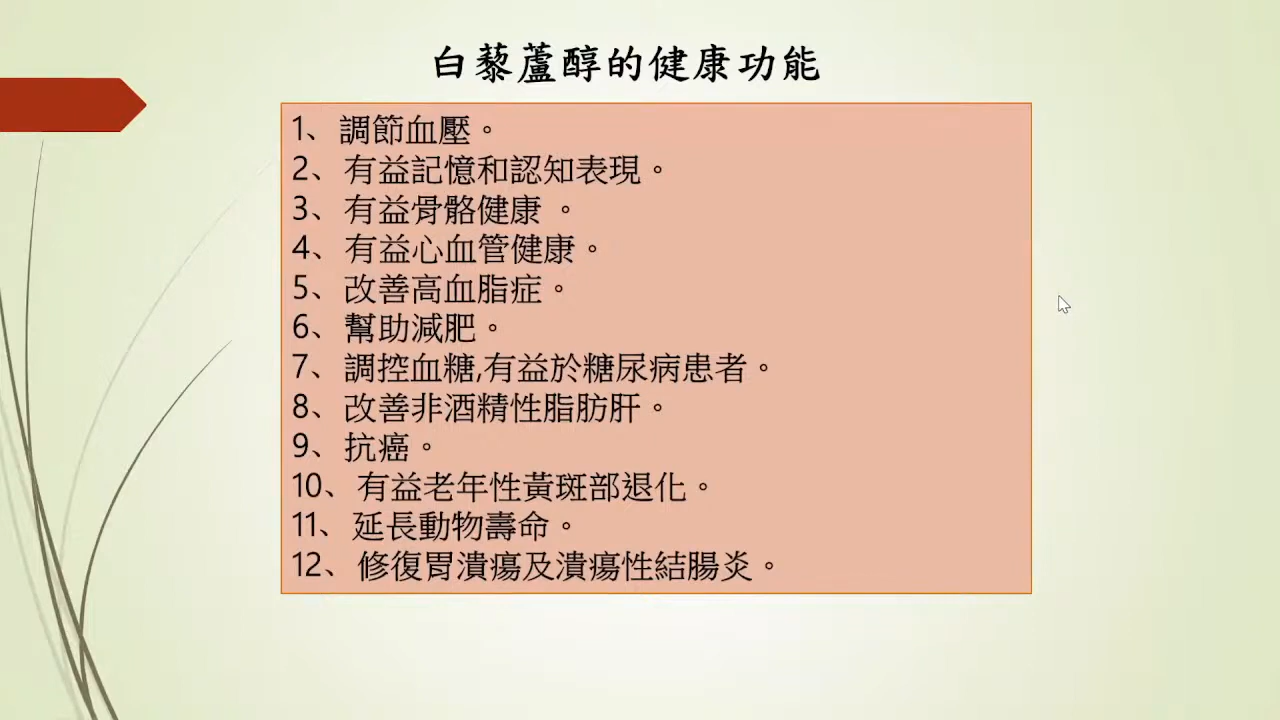 白藜蘆醇的健康功能
1、調節血壓。
2、有益記憶和認知表現。
3、有益骨骼健康 。
4、有益心血管健康。
5、改善高血脂症。
6、幫助減肥。
7、調控血糖,有益於糖尿病患者。
8、改善非酒精性脂肪肝。
9、抗癌。
10、有益老年性黃斑部退化。
11、延長動物壽命。
12、修復胃潰瘍及潰瘍性結腸炎。